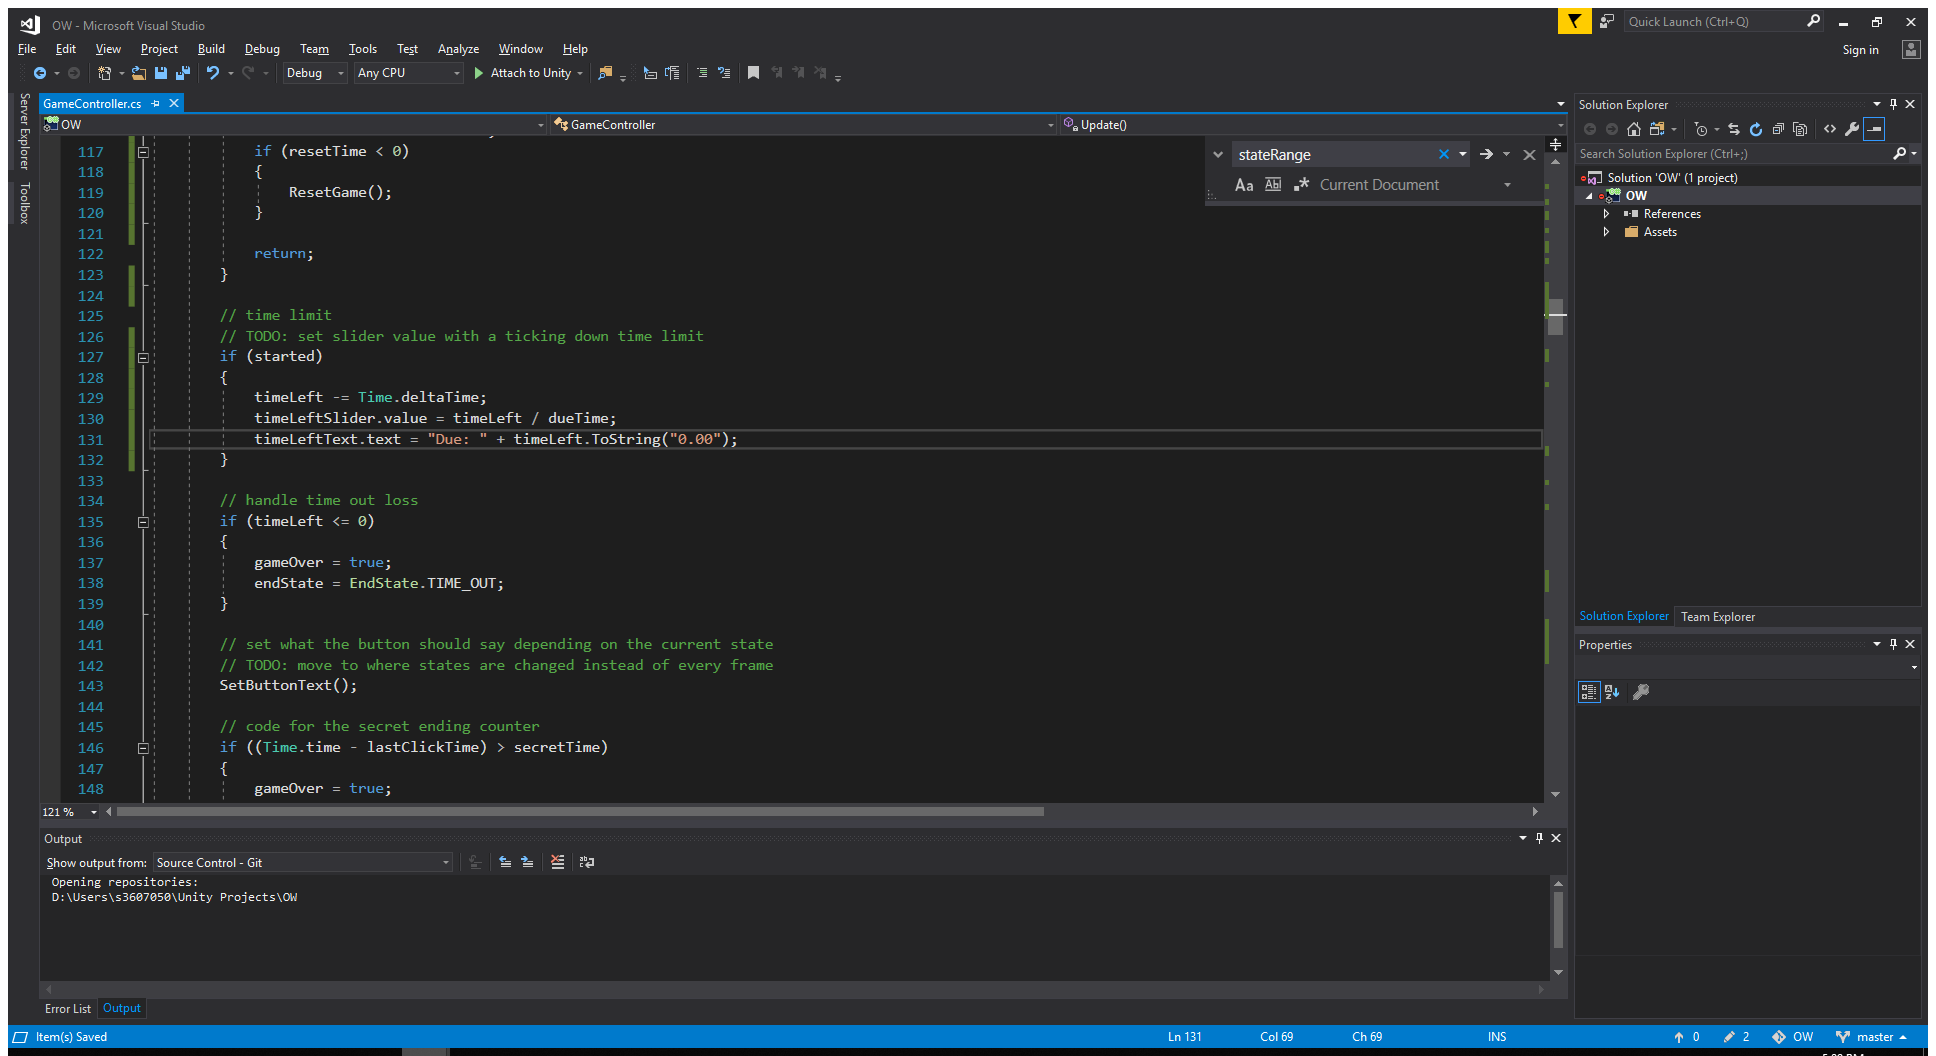 OW - Microsoft Visual Studio
Quick Launch (Ctrl+Q)
File Edit View Project Build Debug Team Tools Test Analyze Window Help
Sign in
Debug Any CPU Attach to Unity
Server Explorer
Toolbox
GameController.cs
OW GameController Update()
stateRange
Aa Abl .* Current Document
117 if (resetTime < 0)
118 {
119 ResetGame();
120 }
121
122 return;
123 }
124
125 // time limit
126 // TODO: set slider value with a ticking down time limit
127 if (started)
128 {
129 timeLeft -= Time.deltaTime;
130 timeLeftSlider.value = timeLeft / dueTime;
131 timeLeftText.text = "Due: " + timeLeft.ToString("0.00");
132 }
133
134 // handle time out loss
135 if (timeLeft <= 0)
136 {
137 gameOver = true;
138 endState = EndState.TIME_OUT;
139 }
140
141 // set what the button should say depending on the current state
142 // TODO: move to where states are changed instead of every frame
143 SetButtonText();
144
145 // code for the secret ending counter
146 if ((Time.time - lastClickTime) > secretTime)
147 {
148 gameOver = true;
121 %
Output
Show output from: Source Control - Git
Opening repositories:
D:\Users\s3607050\Unity Projects\OW
Error List Output
Solution Explorer
Search Solution Explorer (Ctrl+;)
Solution 'OW' (1 project)
OW
References
Assets
Solution Explorer Team Explorer
Properties
Item(s) Saved Ln 131 Col 69 Ch 69 INS 0 2 OW master